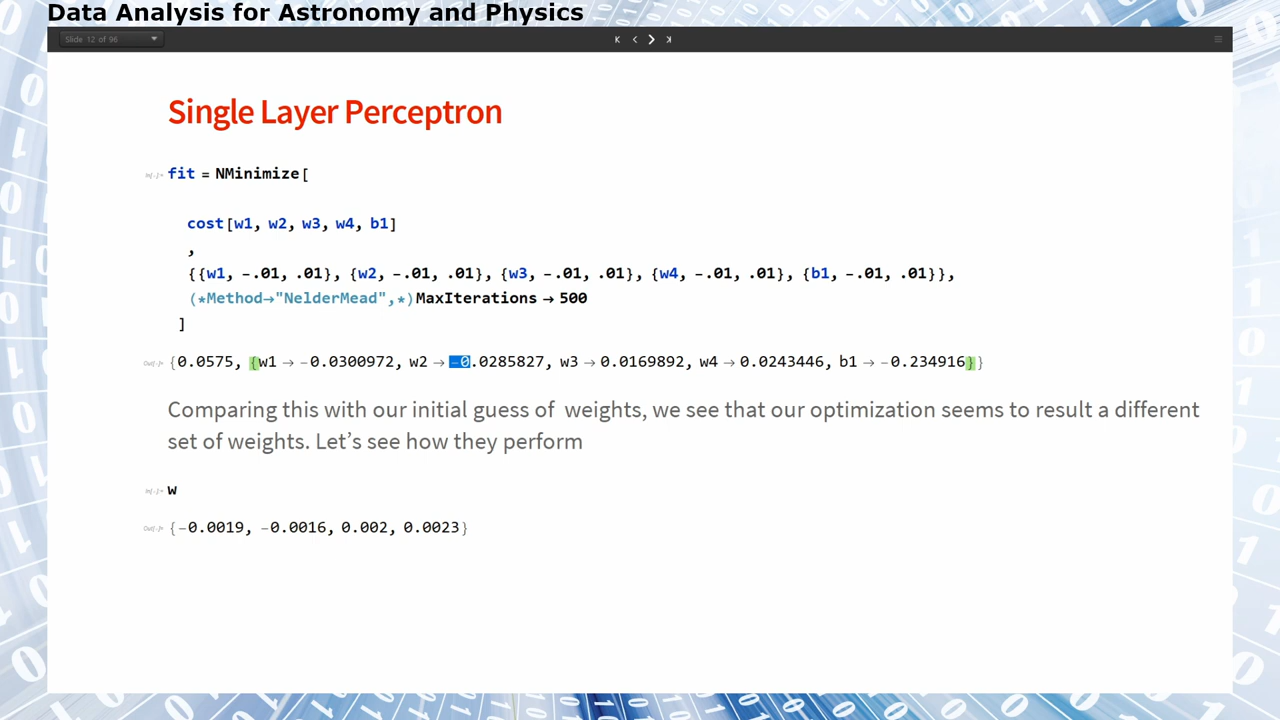 Data Analysis for Astronomy and Physics
Slide 12 of 96
Single Layer Perceptron
In[·]:= fit = NMinimize[
cost[w1, w2, w3, w4, b1]
,
{{w1, -.01, .01}, {w2, -.01, .01}, {w3, -.01, .01}, {w4, -.01, .01}, {b1, -.01, .01}},
(*Method→"NelderMead",*)MaxIterations → 500
]
Out[·]= {0.0575, {w1 → -0.0300972, w2 → -0.0285827, w3 → 0.0169892, w4 → 0.0243446, b1 → -0.234916}}
Comparing this with our initial guess of weights, we see that our optimization seems to result a different
set of weights. Let's see how they perform
In[·]:= w
Out[·]= {-0.0019, -0.0016, 0.002, 0.0023}